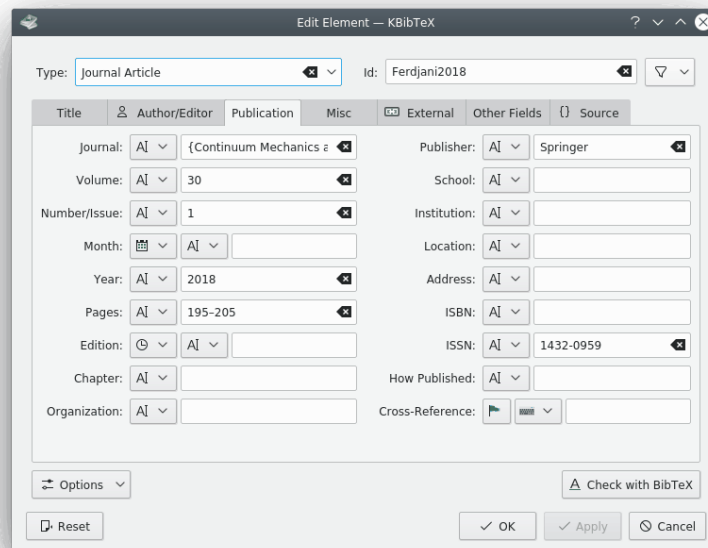 Edit Element — KBibTeX
Type: Journal Article Id: Ferdjani2018
Title Author/Editor Publication Misc External Other Fields {} Source
Journal: A {Continuum Mechanics a Publisher: A Springer
Volume: A 30 School: A
Number/Issue: A 1 Institution: A
Month: A Location: A
Year: A 2018 Address: A
Pages: A 195–205 ISBN: A
Edition: A ISSN: A 1432-0959
Chapter: A How Published: A
Organization: A Cross-Reference:
Options A Check with BibTeX
Reset OK Apply Cancel